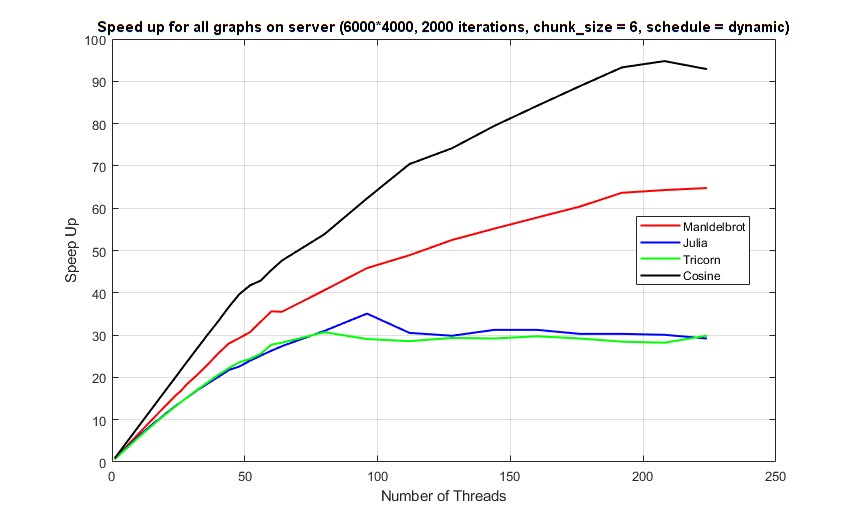 Speed up for all graphs on server (6000*4000, 2000 iterations, chunk_size = 6, schedule = dynamic)
100
90
80
70
60
50
40
30
20
10
0
Speep Up
ManIdelbrot
Julia
Tricorn
Cosine
0
50
100
150
200
250
Number of Threads